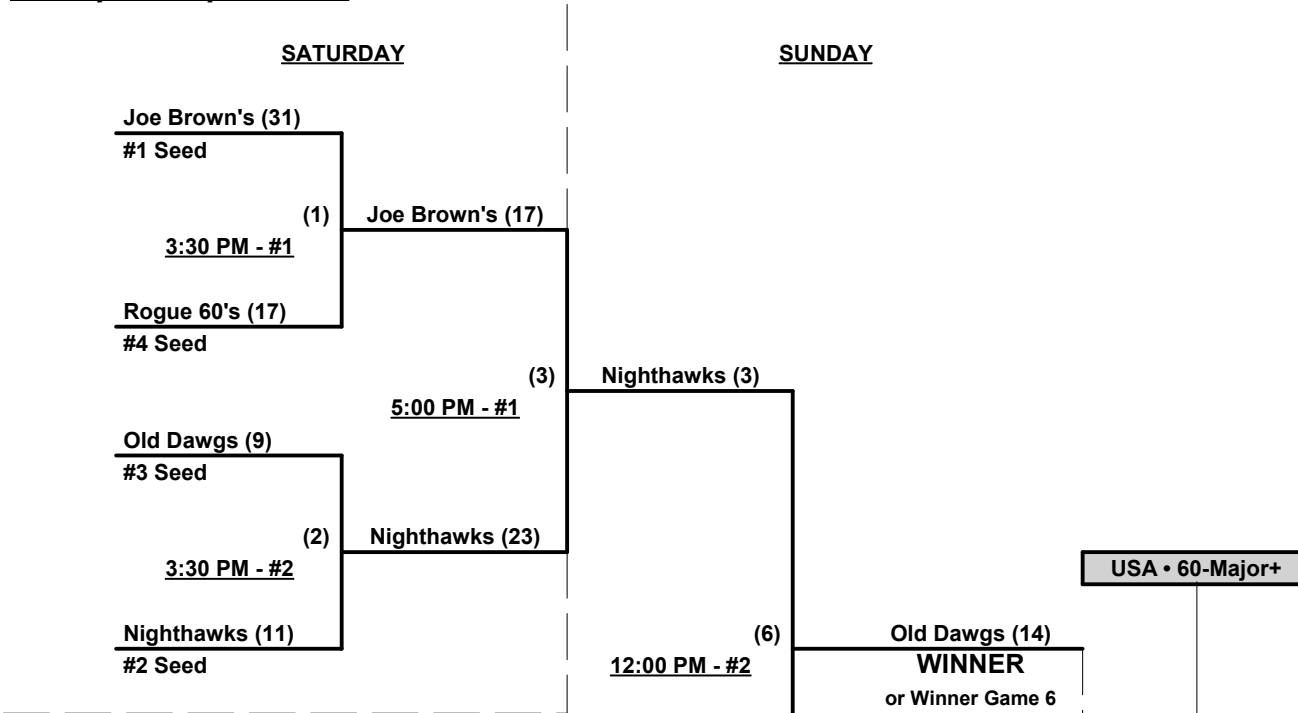 SATURDAY
SUNDAY
Joe Brown's (31)
#1 Seed
(1)
Joe Brown's (17)
3:30 PM - #1
Rogue 60's (17)
#4 Seed
(3)
Nighthawks (3)
5:00 PM - #1
Old Dawgs (9)
#3 Seed
(2)
Nighthawks (23)
3:30 PM - #2
USA • 60-Major+
Nighthawks (11)
#2 Seed
(6)
Old Dawgs (14)
12:00 PM - #2
WINNER
or Winner Game 6